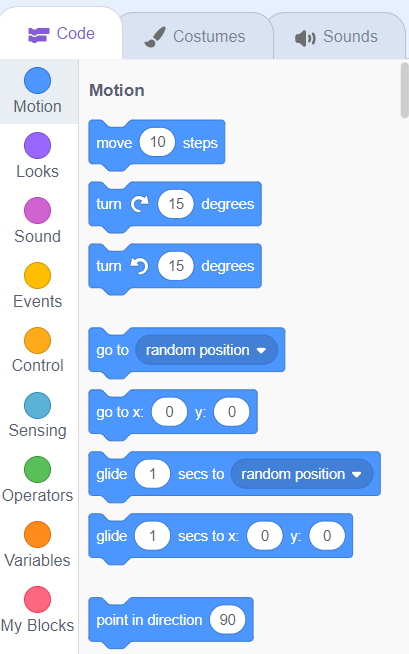 Code Costumes Sounds
Motion
Looks
Sound
Events
Control
Sensing
Operators
Variables
My Blocks
Motion
move 10 steps
turn 15 degrees
turn 15 degrees
go to random position
go to x: 0 y: 0
glide 1 secs to random position
glide 1 secs to x: 0 y: 0
point in direction 90